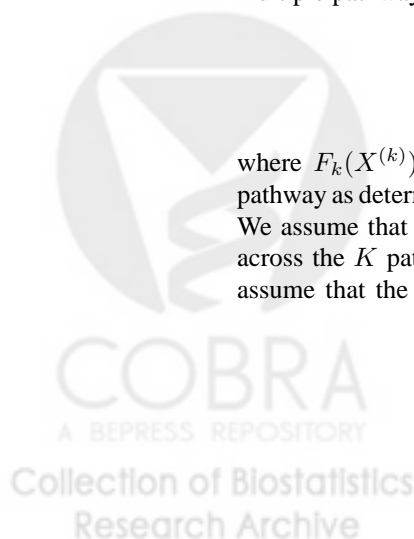 where F_k(X^{(k)})
pathway as deterr
We assume that
across the K pat
assume that the
COBRA
A BEPRESS REPOSITORY
Collection of Biostatistics
Research Archive